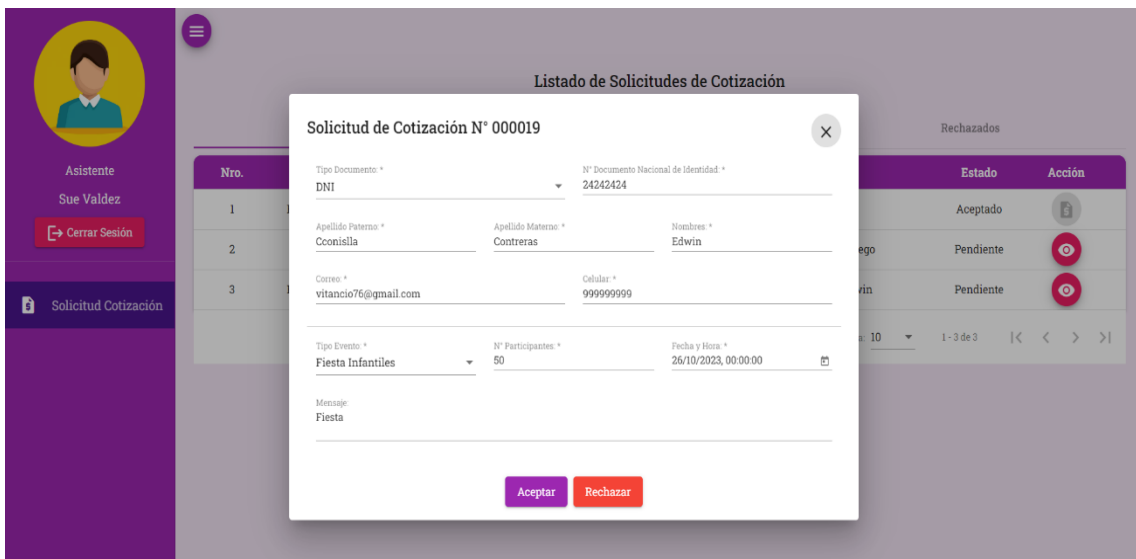 Asistente
Sue Valdez
Cerrar Sesión
Solicitud Cotización
Listado de Solicitudes de Cotización
Rechazados
Nro. Estado Acción
1 Aceptado
2 Pendiente
3 Pendiente
10 1 - 3 de 3
Solicitud de Cotización N° 000019
Tipo Documento: * N° Documento Nacional de Identidad: *
DNI 24242424
Apellido Paterno: * Apellido Materno: * Nombres: *
Cconislla Contreras Edwin
Correo: * Celular: *
vitancio76@gmail.com 999999999
Tipo Evento: * N° Participantes: * Fecha y Hora: *
Fiesta Infantiles 50 26/10/2023, 00:00:00
Mensaje:
Fiesta
Aceptar Rechazar